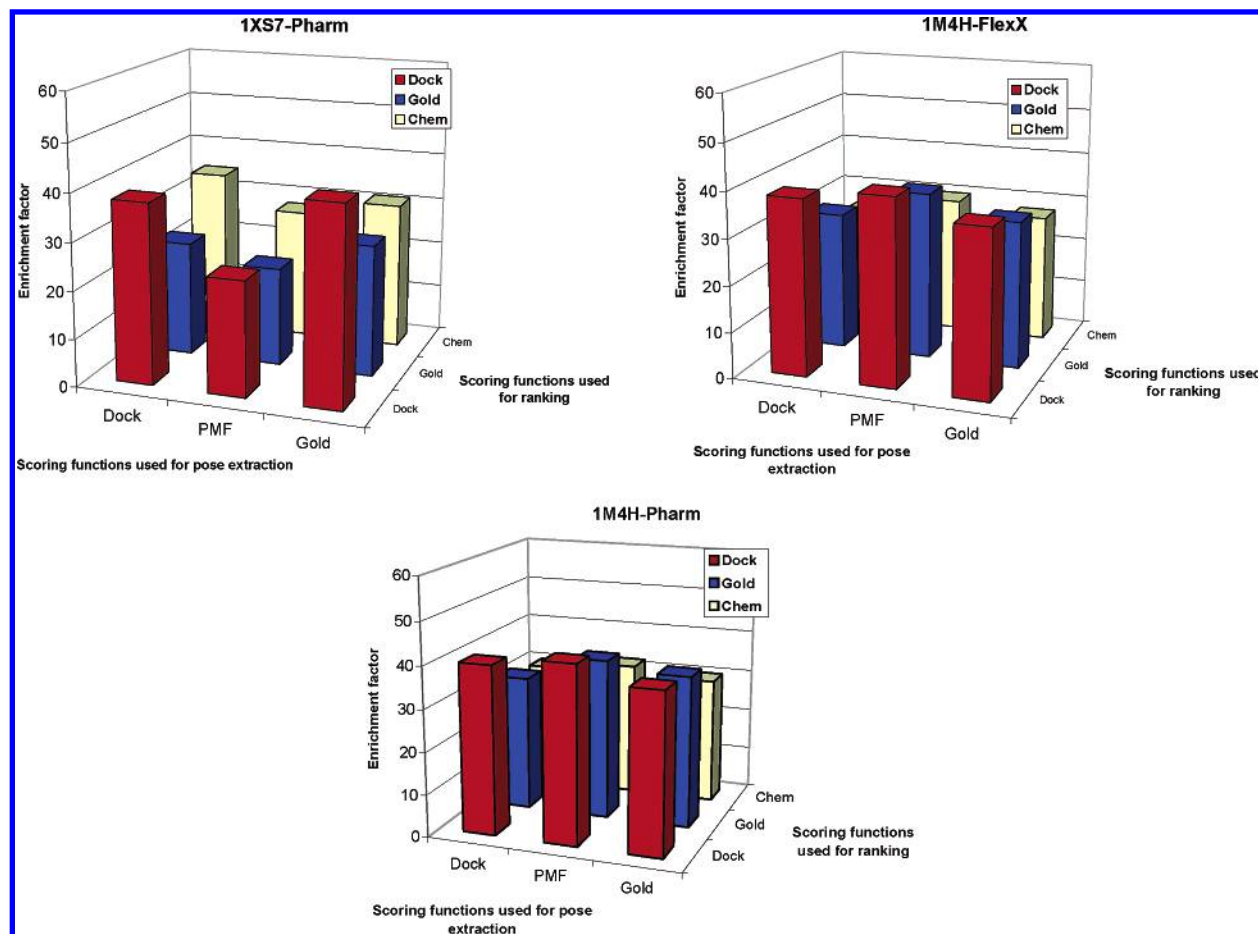 1XS7-Pharm
60
50
40
30
20
10
0
Enrichment factor
Dock
Gold
Chem
Dock
PMF
Gold
Chem
Gold
Dock
Scoring functions used
for ranking
Scoring functions used for pose extraction
1M4H-FlexX
60
50
40
30
20
10
0
Enrichment factor
Dock
Gold
Chem
Dock
PMF
Gold
Chem
Gold
Dock
Scoring functions used
for ranking
Scoring functions used for pose
extraction
1M4H-Pharm
60
50
40
30
20
10
0
Enrichment factor
Dock
Gold
Chem
Dock
PMF
Gold
Chem
Gold
Dock
Scoring functions
used for ranking
Scoring functions used for pose
extraction